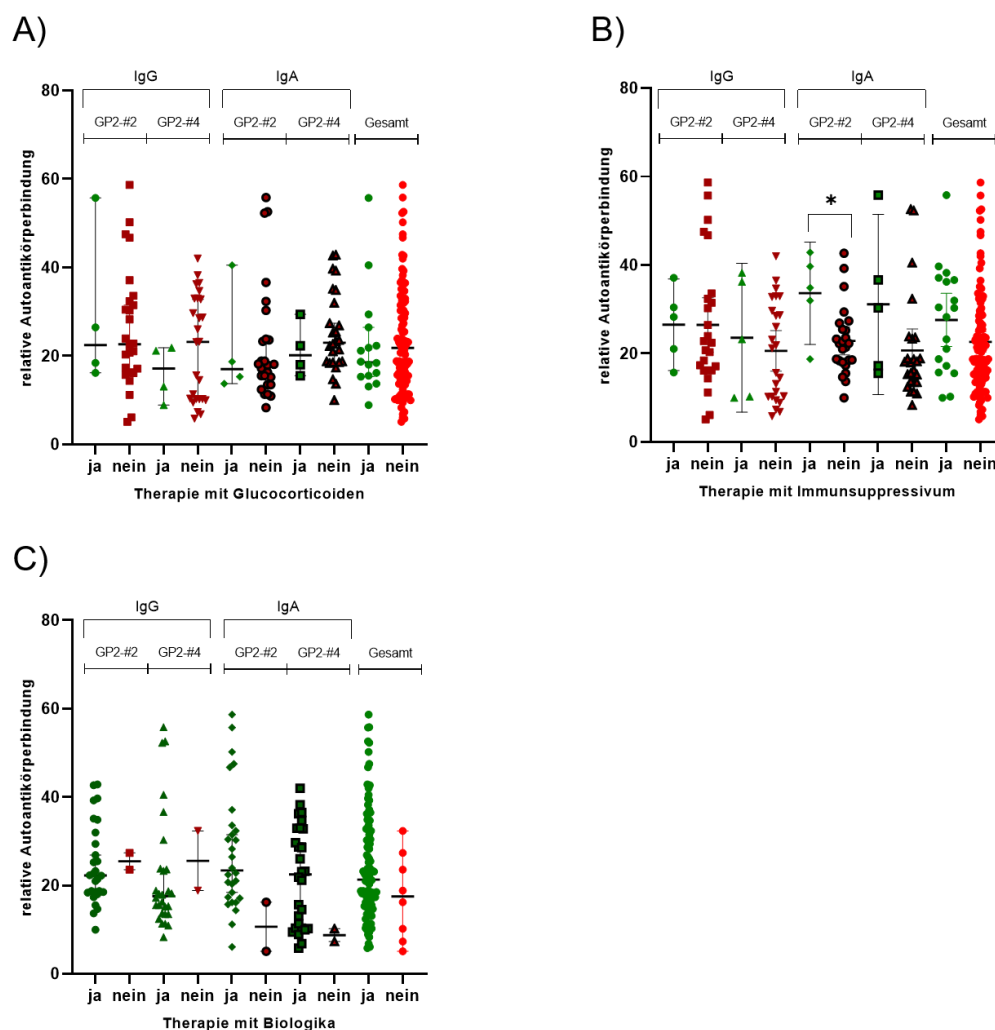 A)
IgG IgA
GP2-#2 GP2-#4 GP2-#2 GP2-#4 Gesamt
relative Autoantikörperbindung
80
60
40
20
0
ja nein ja nein ja nein ja nein ja nein
Therapie mit Glucocorticoiden
B)
IgG IgA
GP2-#2 GP2-#4 GP2-#2 GP2-#4 Gesamt
relative Autoantikörperbindung
80
60
40
20
0
*
ja nein ja nein ja nein ja nein ja nein
Therapie mit Immunsuppressivum
C)
IgG IgA
GP2-#2 GP2-#4 GP2-#2 GP2-#4 Gesamt
relative Autoantikörperbindung
80
60
40
20
0
ja nein ja nein ja nein ja nein ja nein
Therapie mit Biologika